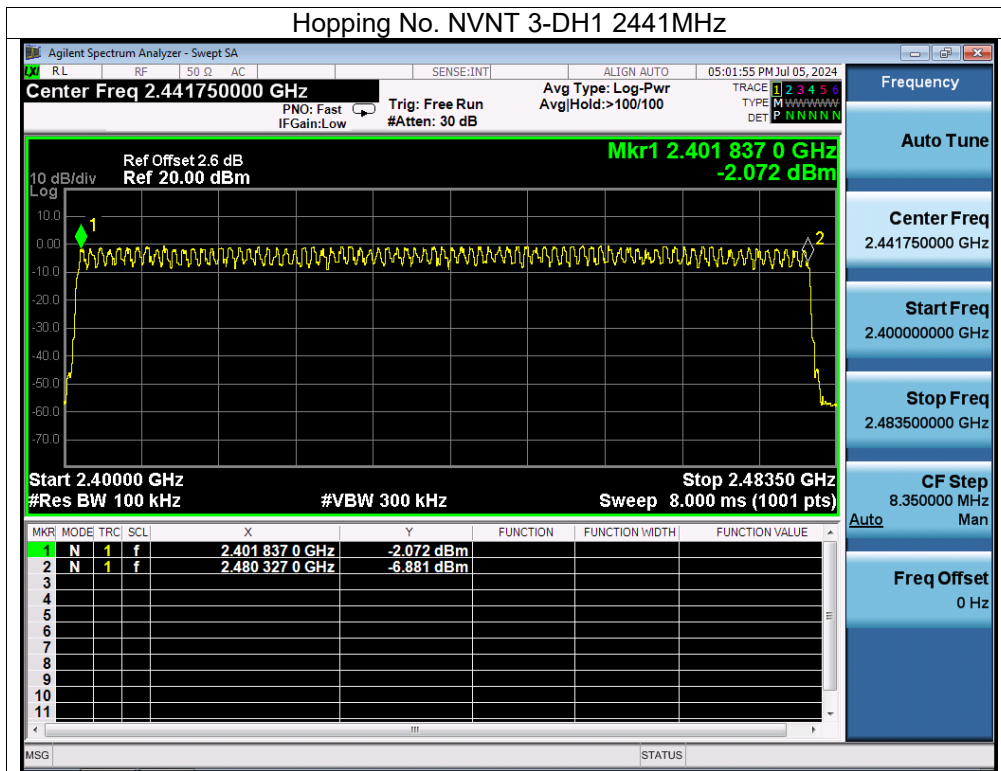 Hopping No. NVNT 3-DH1 2441MHz
Agilent Spectrum Analyzer - Swept SA
LXI RL RF 50 Ω AC SENSE:INT ALIGN AUTO 05:01:55 PM Jul 05, 2024
Center Freq 2.441750000 GHz
PNO: Fast
IFGain:Low
Trig: Free Run
#Atten: 30 dB
Avg Type: Log-Pwr
Avg|Hold:>100/100
TRACE 1 2 3 4 5 6
TYPE M WWWWW
DET P N N N N N
Ref Offset 2.6 dB
Ref 20.00 dBm
10 dB/div
Log
Mkr1 2.401 837 0 GHz
-2.072 dBm
10.0
0.00
-10.0
-20.0
-30.0
-40.0
-50.0
-60.0
-70.0
1
2
Start 2.40000 GHz Stop 2.48350 GHz
#Res BW 100 kHz #VBW 300 kHz Sweep 8.000 ms (1001 pts)
MKR MODE TRC SCL X Y FUNCTION FUNCTION WIDTH FUNCTION VALUE
1 N 1 f 2.401 837 0 GHz -2.072 dBm
2 N 1 f 2.480 327 0 GHz -6.881 dBm
3
4
5
6
7
8
9
10
11
MSG STATUS
Frequency
Auto Tune
Center Freq
2.441750000 GHz
Start Freq
2.400000000 GHz
Stop Freq
2.483500000 GHz
CF Step
8.350000 MHz
Auto Man
Freq Offset
0 Hz